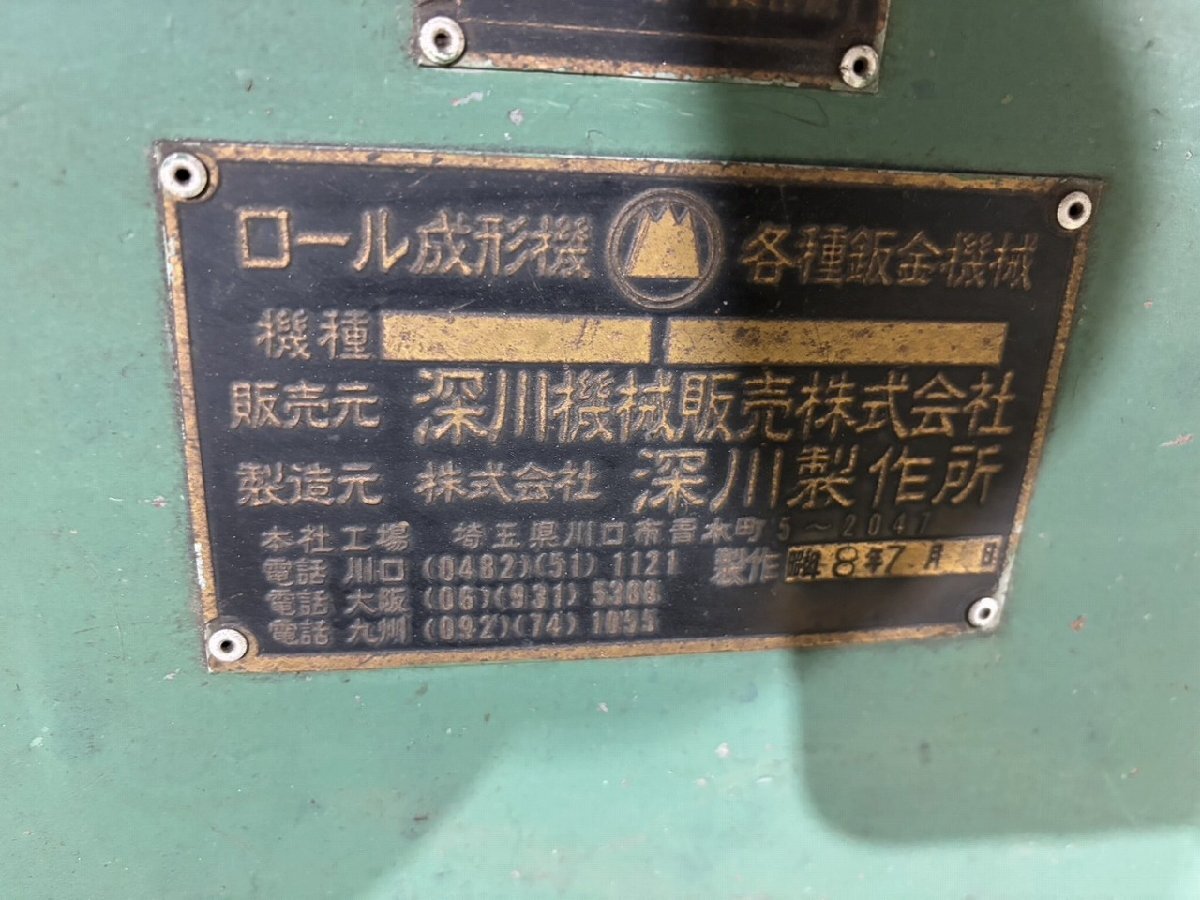 ロール成形機 各種鈑金機械
機種
販売元 深川機械販売株式会社
製造元 株式会社 深川製作所
本社工場 埼玉県川口市青木町5～2047
電話 川口 (0482)(51)1121
製作 8年7月 日
電話 大阪 (06)(931)5388
電話 九州 (092)(74)1055